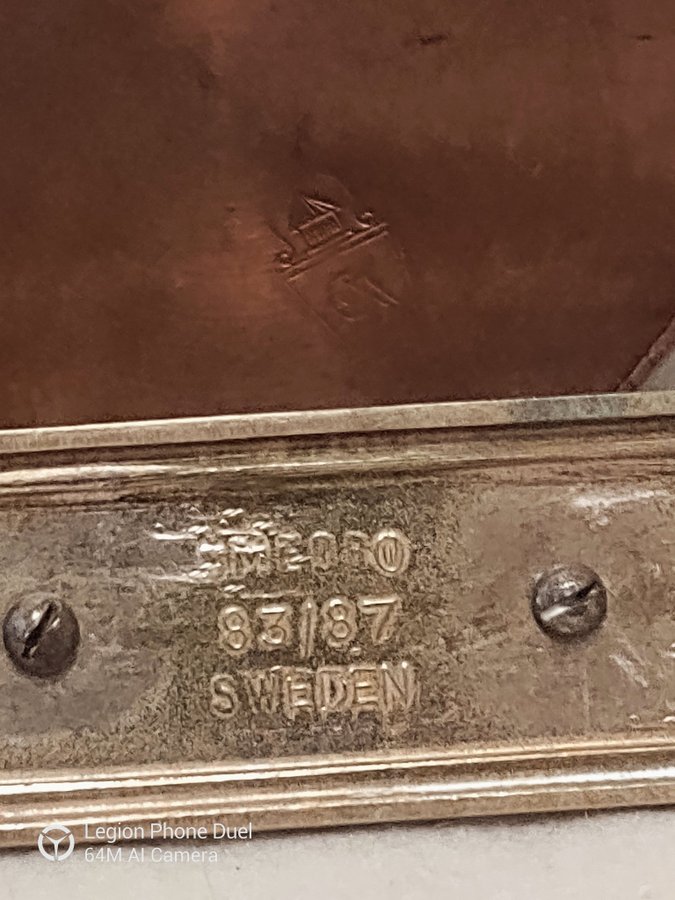 83/87
SWEDEN
Legion Phone Duel
64M AI Camera